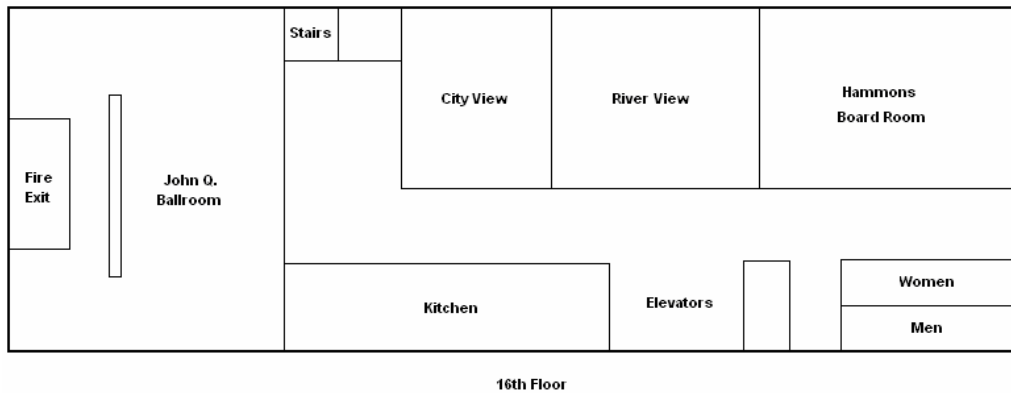 Stairs
City View
River View
Hammons
Board Room
Fire
Exit
John Q.
Ballroom
Kitchen
Elevators
Women
Men
16th Floor